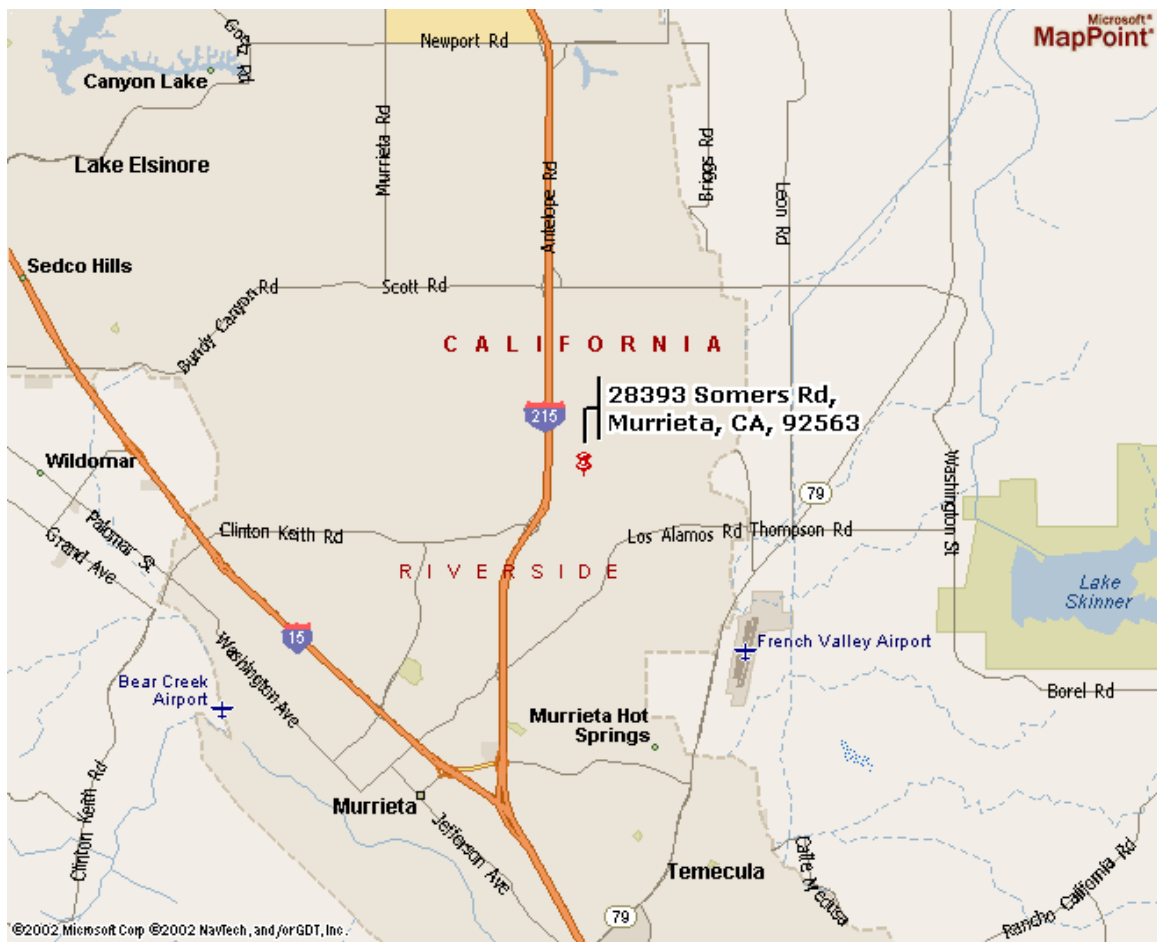 Microsoft®
MapPoint®
Goetz Rd
Newport Rd
Canyon Lake
Lake Elsinore
Murrieta Rd
Antelope Rd
Briggs Rd
Leon Rd
Sedco Hills
Bundy Canyon Rd
Scott Rd
CALIFORNIA
215
28393 Somers Rd,
Murrieta, CA, 92563
Wildomar
Palomar St
Grand Ave
Clinton Keith Rd
Los Alamos Rd
Thompson Rd
79
Washington St
RIVERSIDE
Lake
Skinner
15
Washington Ave
French Valley Airport
Bear Creek
Airport
Borel Rd
Murrieta Hot
Springs
Clinton Keith Rd
Murrieta
Jefferson Ave
Temecula
Calle Medusa
Rancho California Rd
79
©2002 Microsoft Corp ©2002 NavTech, and/or GDT, Inc.